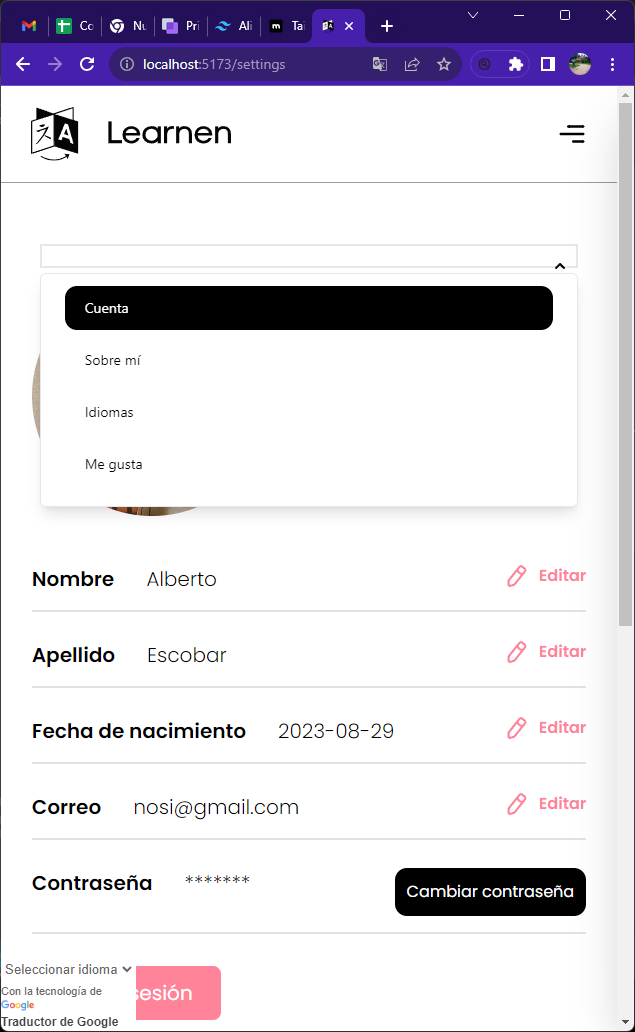 Co
Nu
Pri
Ali
m
Tai
localhost:5173/settings
A
Learnen
Cuenta
Sobre mí
Idiomas
Me gusta
Nombre Alberto Editar
Apellido Escobar Editar
Fecha de nacimiento 2023-08-29 Editar
Correo nosi@gmail.com Editar
Contraseña ******* Cambiar contraseña
Seleccionar idioma
sesión
Con la tecnología de
Google
Traductor de Google